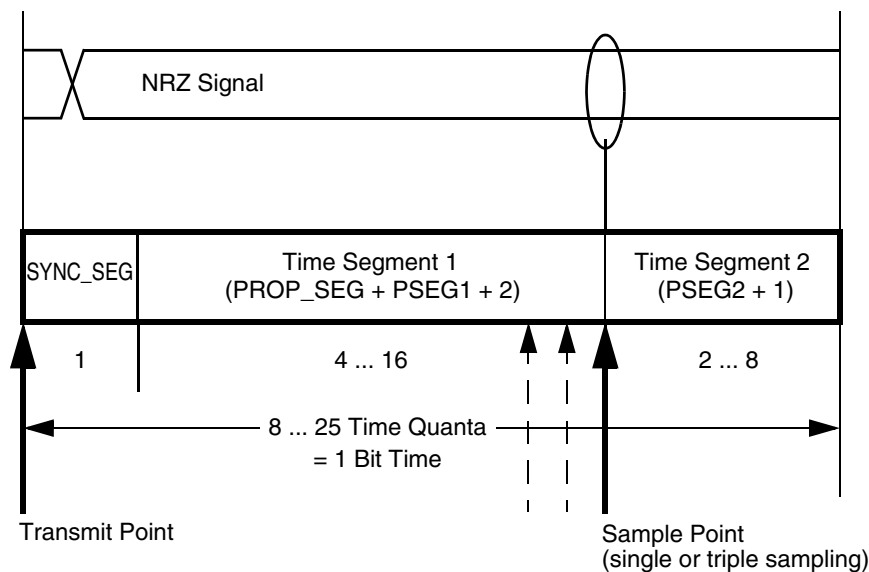 NRZ Signal
SYNC_SEG
Time Segment 1
(PROP_SEG + PSEG1 + 2)
Time Segment 2
(PSEG2 + 1)
1
4 ... 16
2 ... 8
8 ... 25 Time Quanta
= 1 Bit Time
Transmit Point
Sample Point
(single or triple sampling)